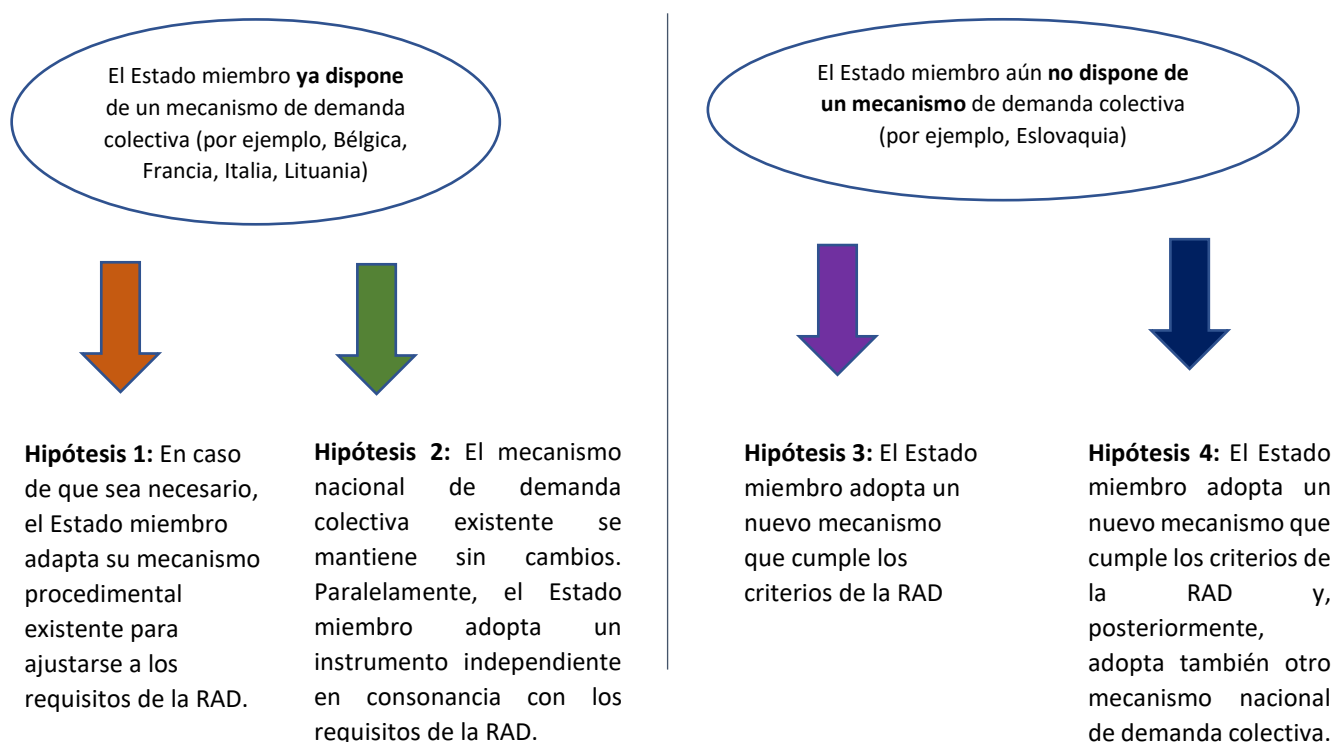 El Estado miembro ya dispone
de un mecanismo de demanda
colectiva (por ejemplo, Bélgica,
Francia, Italia, Lituania)
El Estado miembro aún no dispone de
un mecanismo de demanda colectiva
(por ejemplo, Eslovaquia)
Hipótesis 1: En caso
de que sea necesario,
el Estado miembro
adapta su mecanismo
procedimental
existente para
ajustarse a los
requisitos de la RAD.
Hipótesis 2: El mecanismo
nacional de demanda
colectiva existente se
mantiene sin cambios.
Paralelamente, el Estado
miembro adopta un
instrumento independiente
en consonancia con los
requisitos de la RAD.
Hipótesis 3: El Estado
miembro adopta un
nuevo mecanismo
que cumple los
criterios de la RAD
Hipótesis 4: El Estado
miembro adopta un
nuevo mecanismo que
cumple los criterios de
la RAD y,
posteriormente,
adopta también otro
mecanismo nacional
de demanda colectiva.